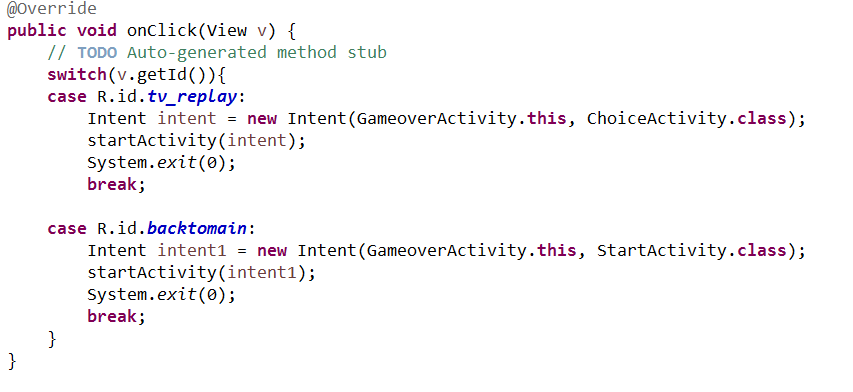 @Override
public void onClick(View v) {
    // TODO Auto-generated method stub
    switch(v.getId()){
    case R.id.tv_replay:
        Intent intent = new Intent(GameoverActivity.this, ChoiceActivity.class);
        startActivity(intent);
        System.exit(0);
        break;

    case R.id.backtomain:
        Intent intent1 = new Intent(GameoverActivity.this, StartActivity.class);
        startActivity(intent1);
        System.exit(0);
        break;
    }
}